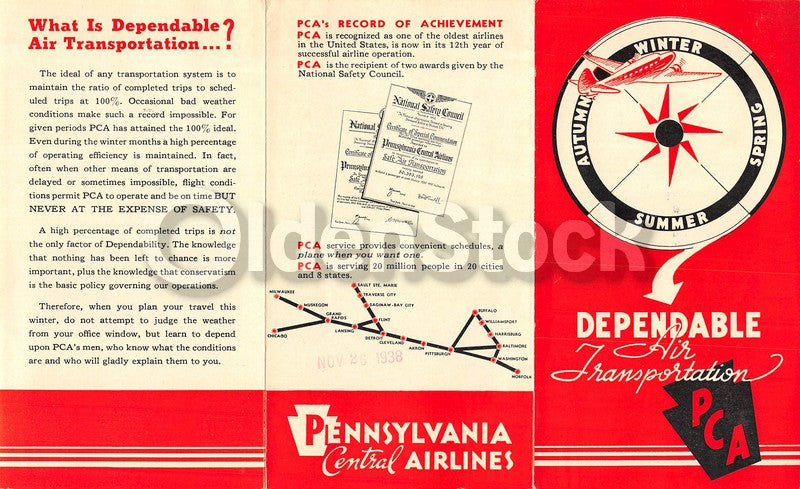 What Is Dependable
Air Transportation...?
The ideal of any transportation system is to
maintain the ratio of completed trips to sched-
uled trips at 100%. Occasional bad weather
conditions make such a record impossible. For
given periods PCA has attained the 100% ideal.
Even during the winter months a high percentage
of operating efficiency is maintained. In fact,
often when other means of transportation are
delayed or sometimes impossible, flight condi-
tions permit PCA to operate and be on time BUT
NEVER AT THE EXPENSE OF SAFETY.
A high percentage of completed trips is not
the only factor of Dependability. The knowledge
that nothing has been left to chance is more
important, plus the knowledge that conservatism
is the basic policy governing our operations.
Therefore, when you plan your travel this
winter, do not attempt to judge the weather
from your office window, but learn to depend
upon PCA's men, who know what the conditions
are and who will gladly explain them to you.
PCA's RECORD OF ACHIEVEMENT
PCA is recognized as one of the oldest airlines
in the United States, is now in its 12th year of
successful airline operation.
PCA is the recipient of two awards given by the
National Safety Council.
National Safety Council
Certificate of Special Commendation
Pennsylvania Central Airlines
Safe Air Transportation
PCA service provides convenient schedules, a
plane when you want one.
PCA is serving 20 million people in 20 cities
and 8 states.
SAULT STE. MARIE
TRAVERSE CITY
SAGINAW-BAY CITY
MILWAUKEE
MUSKEGON
GRAND
RAPIDS
FLINT
CHICAGO
LANSING
DETROIT
CLEVELAND
AKRON
PITTSBURGH
BUFFALO
WILLIAMSPORT
HARRISBURG
BALTIMORE
WASHINGTON
NORFOLK
NOV 26 1938
PENNSYLVANIA
Central AIRLINES
WINTER
SPRING
SUMMER
AUTUMN
DEPENDABLE
Air
Transportation
PCA
OldenStock